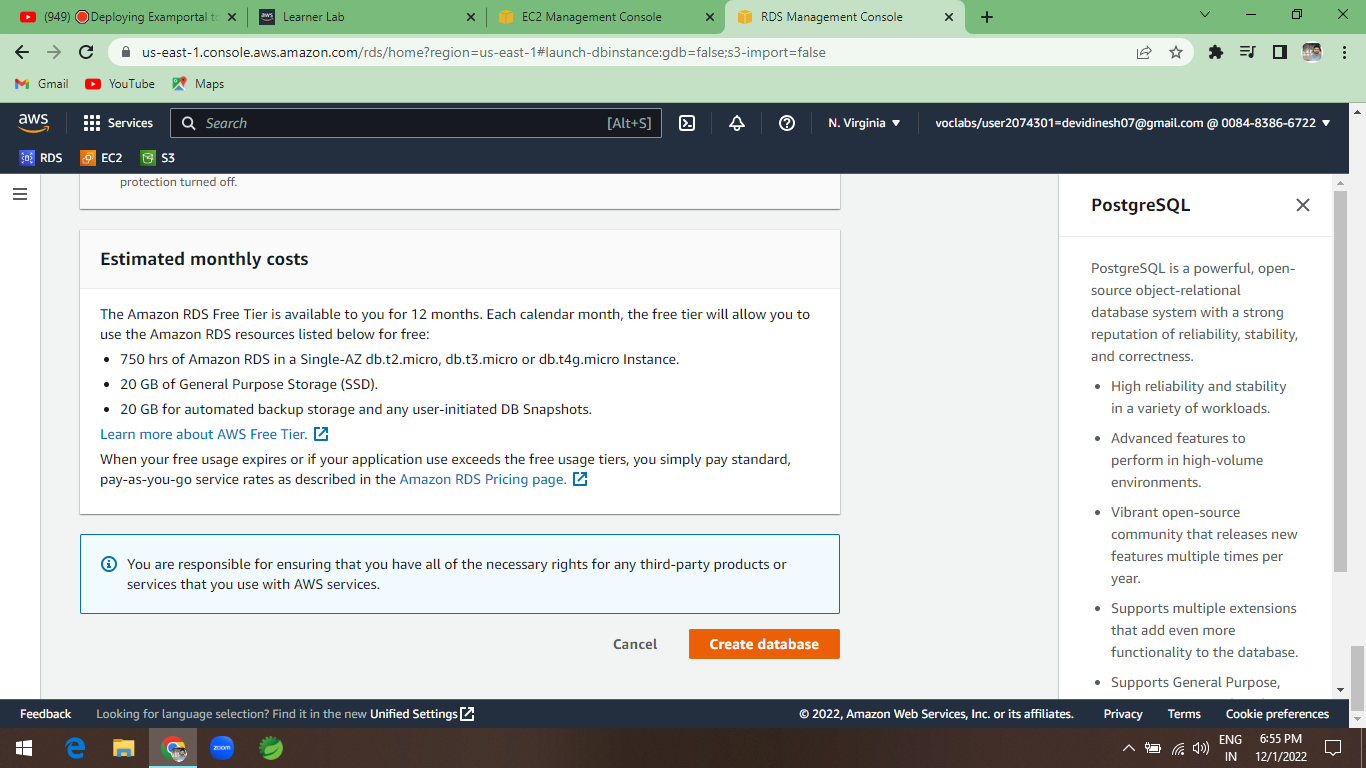 (949) 🔴Deploying Examportal to
Learner Lab
EC2 Management Console
RDS Management Console
us-east-1.console.aws.amazon.com/rds/home?region=us-east-1#launch-dbinstance:gdb=false;s3-import=false
Gmail
YouTube
Maps
aws
Services
Search
[Alt+S]
N. Virginia
voclabs/user2074301=devidinesh07@gmail.com @ 0084-8386-6722
RDS
EC2
S3
protection turned off.
Estimated monthly costs
The Amazon RDS Free Tier is available to you for 12 months. Each calendar month, the free tier will allow you to
use the Amazon RDS resources listed below for free:
• 750 hrs of Amazon RDS in a Single-AZ db.t2.micro, db.t3.micro or db.t4g.micro Instance.
• 20 GB of General Purpose Storage (SSD).
• 20 GB for automated backup storage and any user-initiated DB Snapshots.
Learn more about AWS Free Tier.
When your free usage expires or if your application use exceeds the free usage tiers, you simply pay standard,
pay-as-you-go service rates as described in the Amazon RDS Pricing page.
You are responsible for ensuring that you have all of the necessary rights for any third-party products or
services that you use with AWS services.
Cancel
Create database
PostgreSQL
PostgreSQL is a powerful, open-
source object-relational
database system with a strong
reputation of reliability, stability,
and correctness.
• High reliability and stability
in a variety of workloads.
• Advanced features to
perform in high-volume
environments.
• Vibrant open-source
community that releases new
features multiple times per
year.
• Supports multiple extensions
that add even more
functionality to the database.
• Supports General Purpose,
Feedback
Looking for language selection? Find it in the new Unified Settings
© 2022, Amazon Web Services, Inc. or its affiliates.
Privacy
Terms
Cookie preferences
zoom
ENG
IN
6:55 PM
12/1/2022